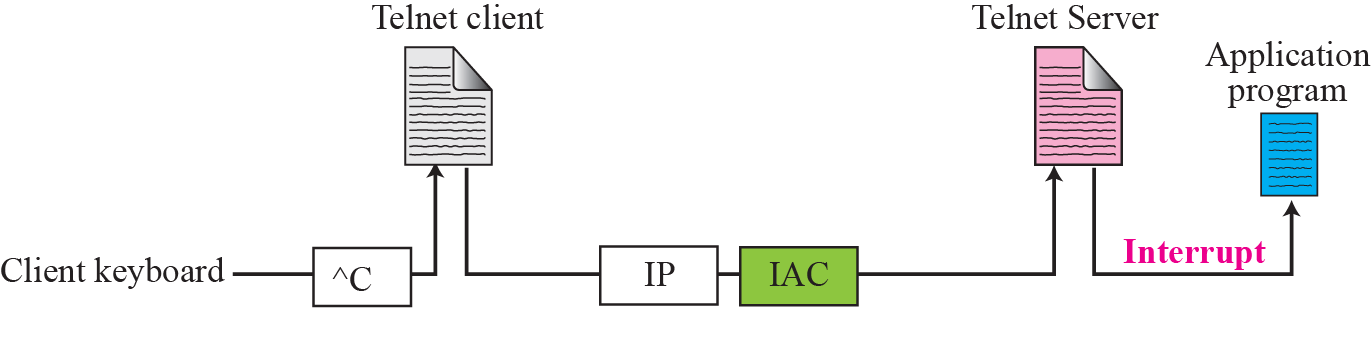 Telnet client
Telnet Server
Application
program
Client keyboard
^C
IP
IAC
Interrupt